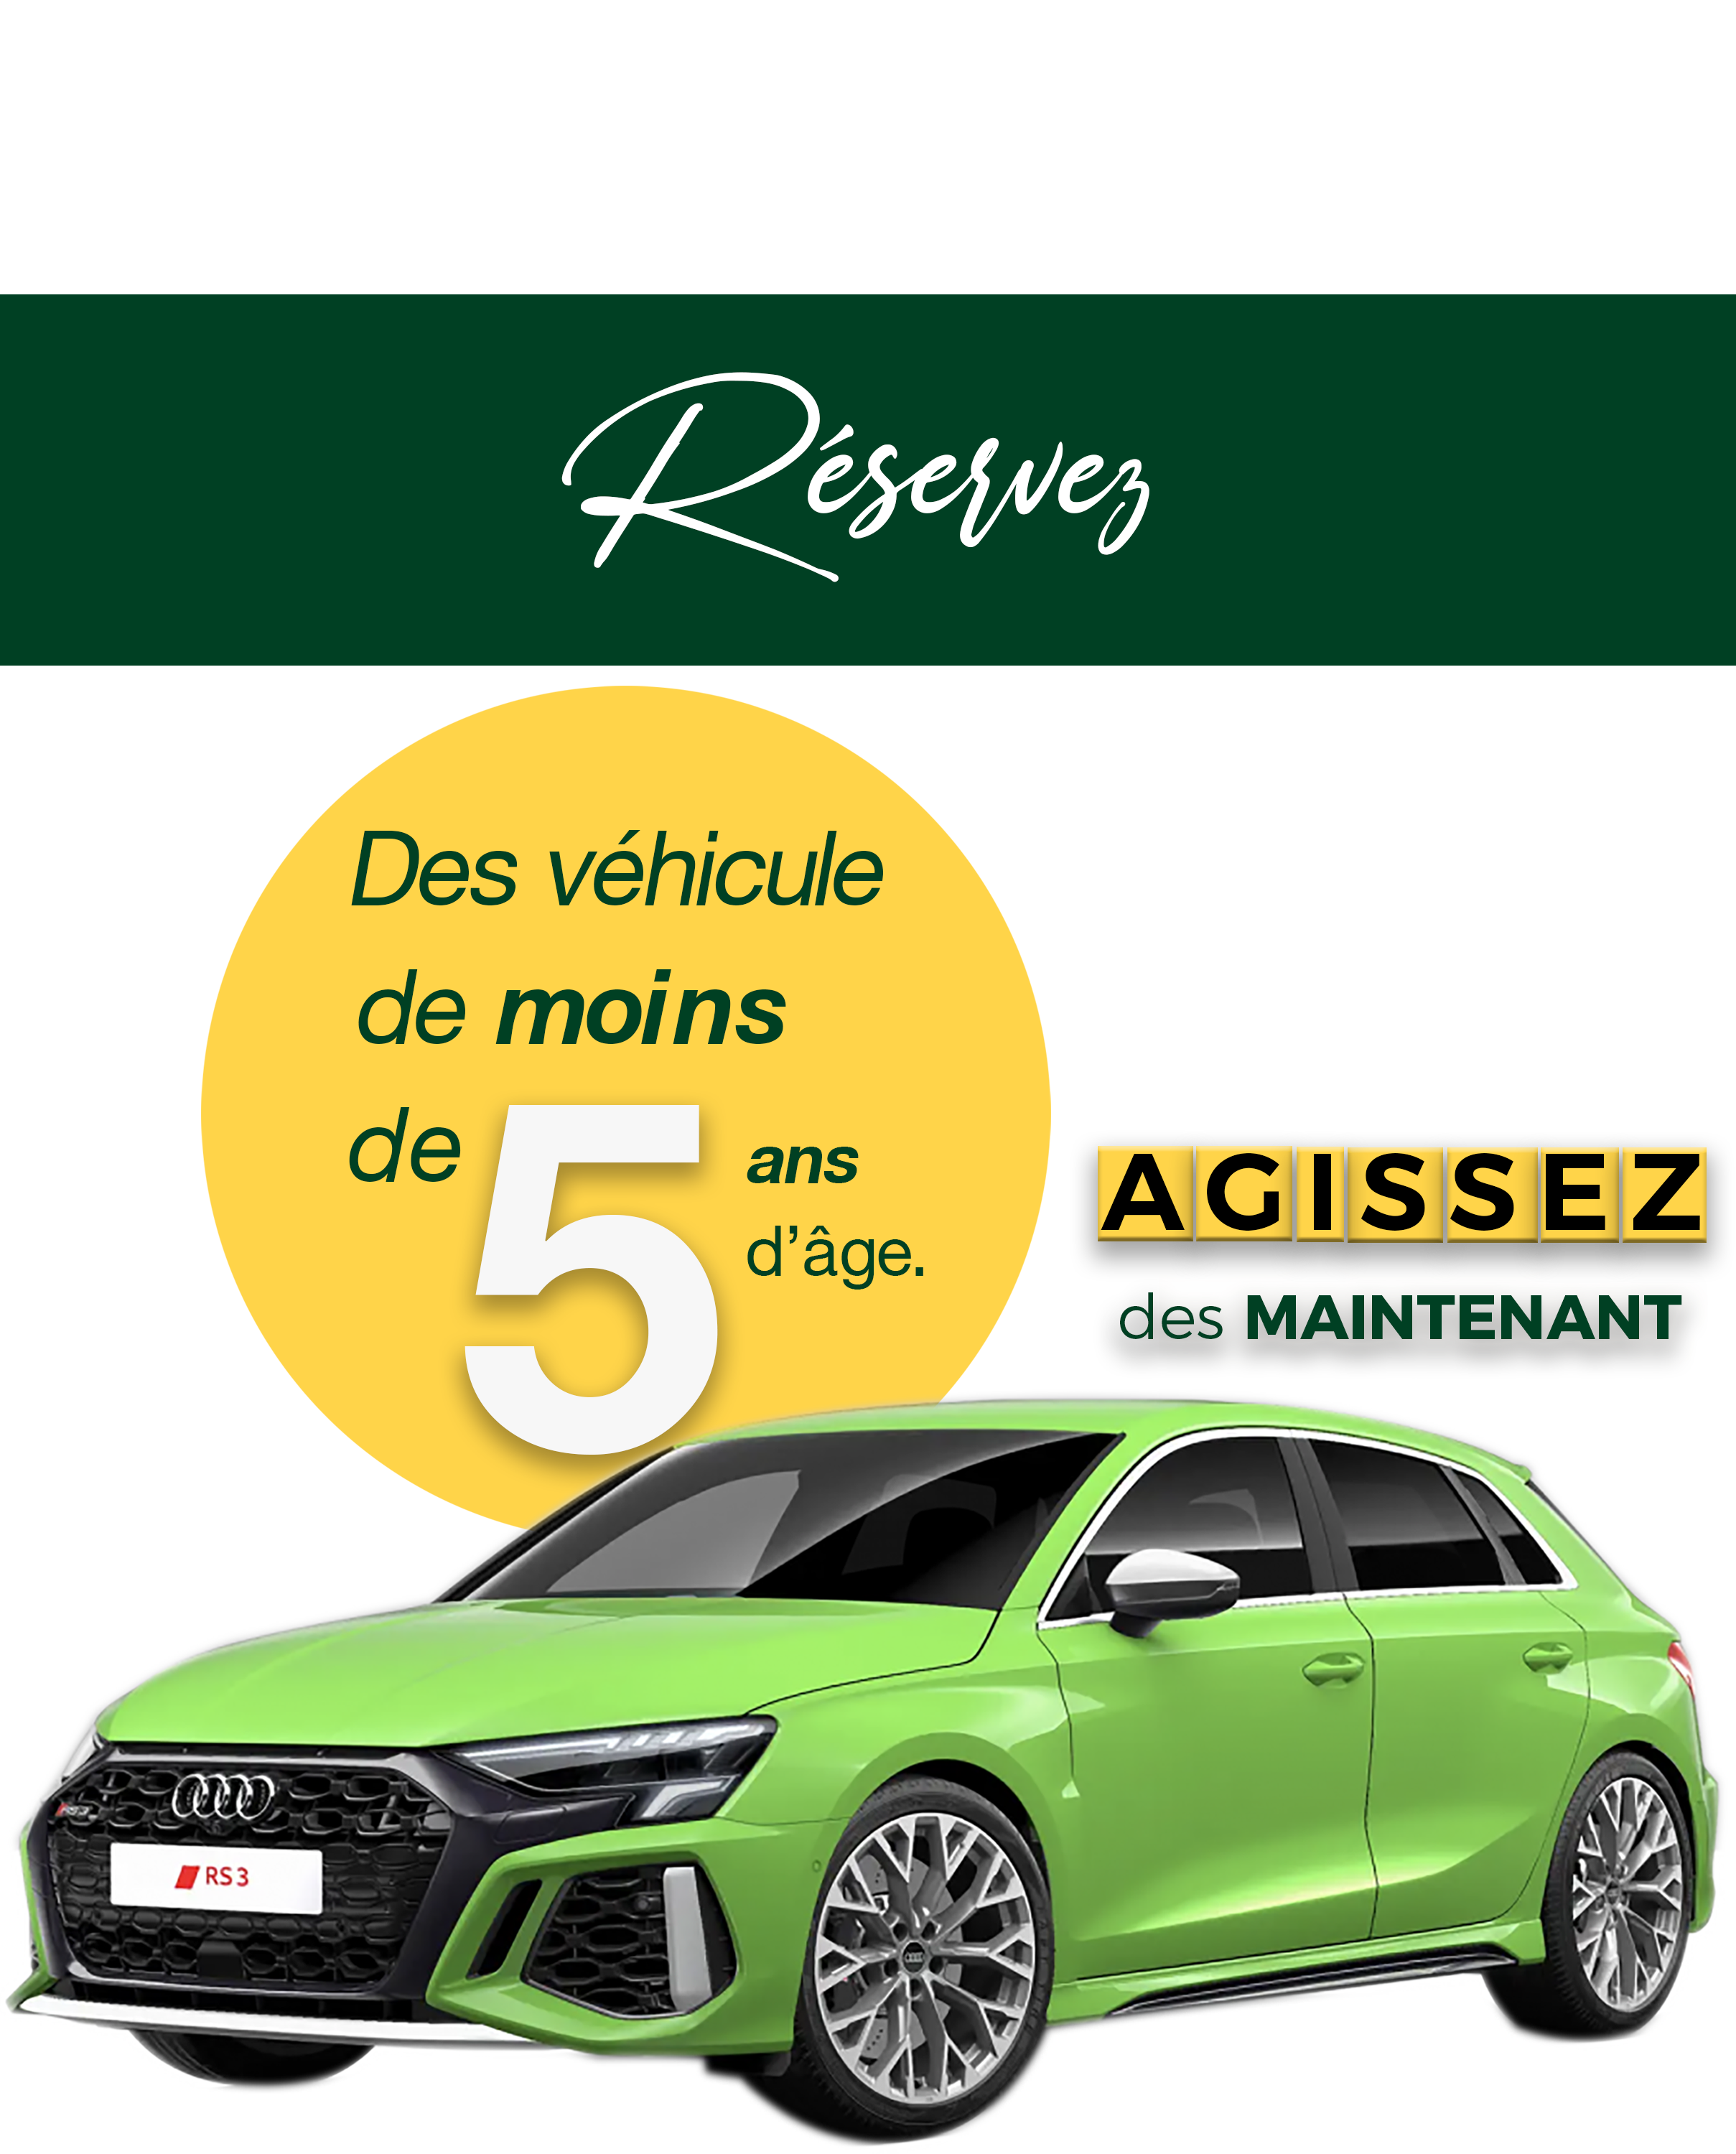 Réservez
Des véhicule
de moins
de 5 ans
d’âge.
AGISSEZ
des MAINTENANT
RS 3